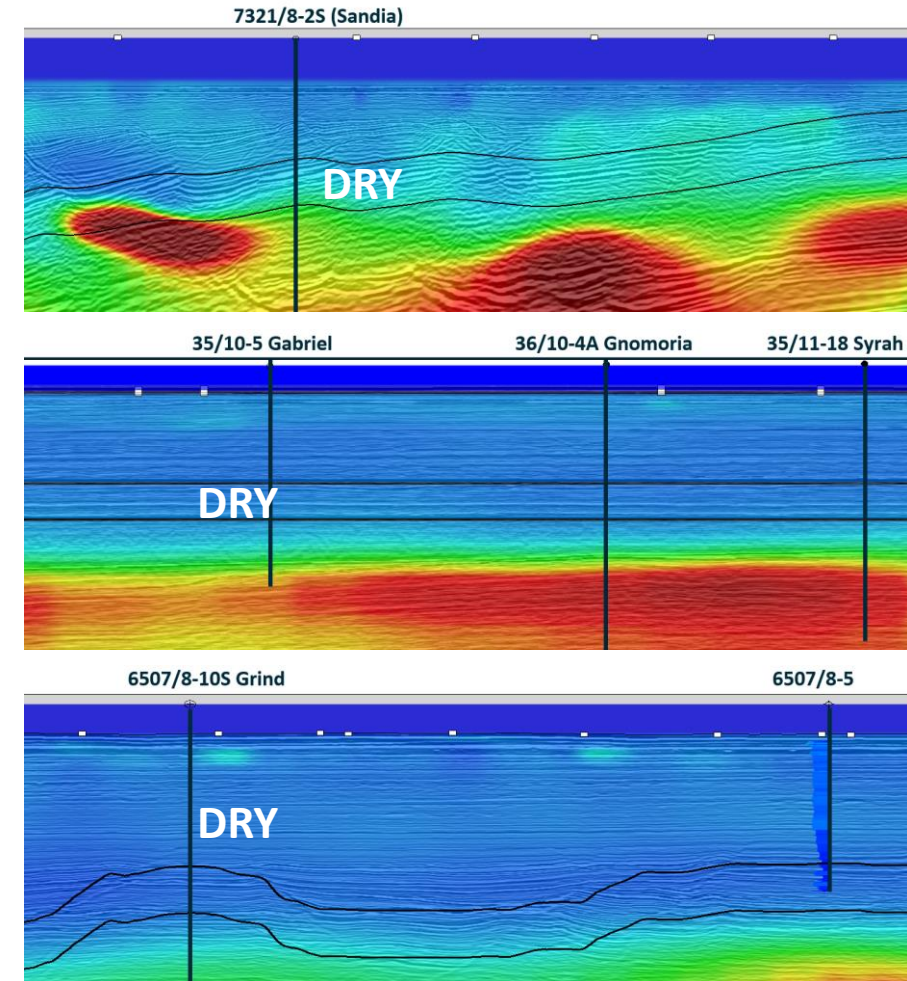 7321/8-2S (Sandia)
DRY
35/10-5 Gabriel 36/10-4A Gnomoria 35/11-18 Syrah
DRY
6507/8-10S Grind 6507/8-5
DRY